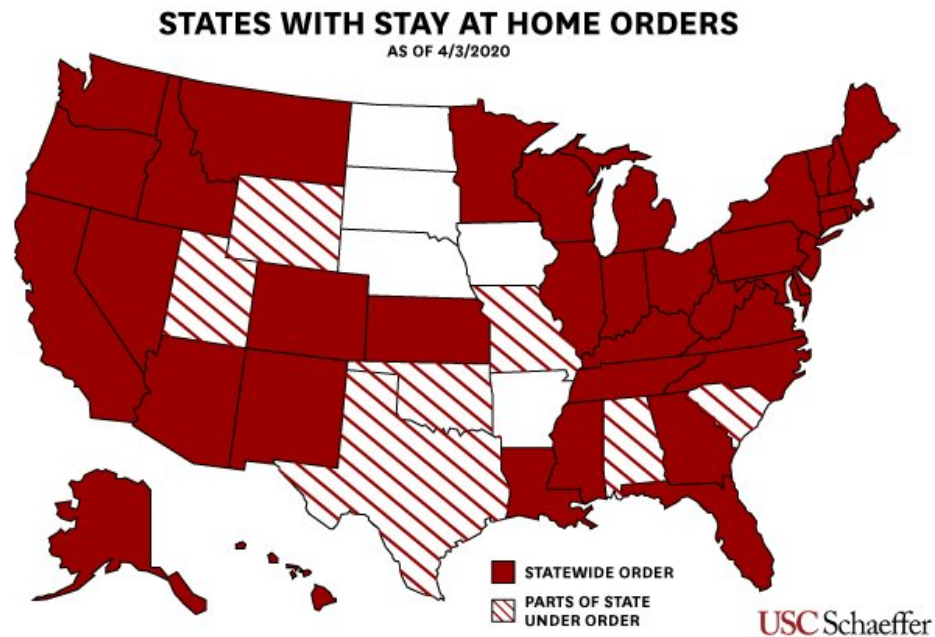 STATES WITH STAY AT HOME ORDERS
AS OF 4/3/2020
STATEWIDE ORDER
PARTS OF STATE
UNDER ORDER
USC Schaeffer